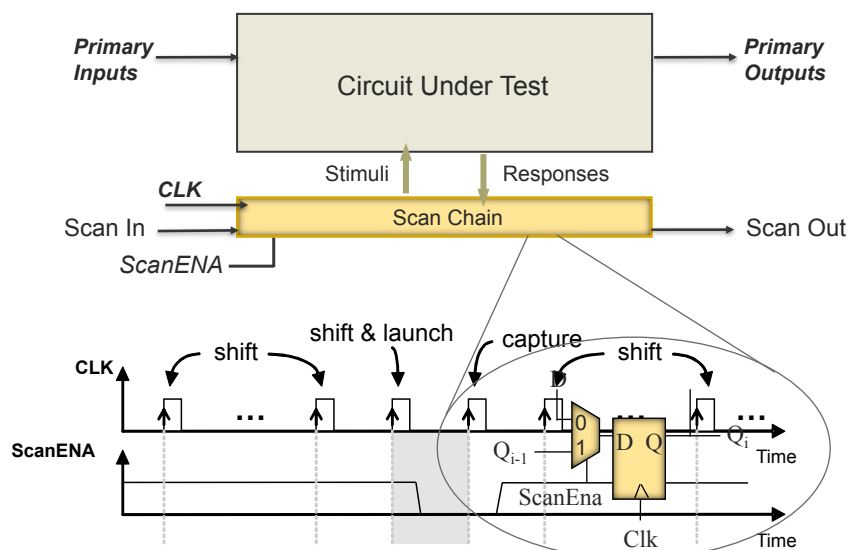 Primary
Inputs
Circuit Under Test
Primary
Outputs
Stimuli
Responses
CLK
Scan In
Scan Chain
Scan Out
ScanENA
shift
shift & launch
capture
shift
CLK
...
D
...
...
0
1
D
Q
Q i
Q i-1
Time
ScanENA
ScanEna
Clk
Time